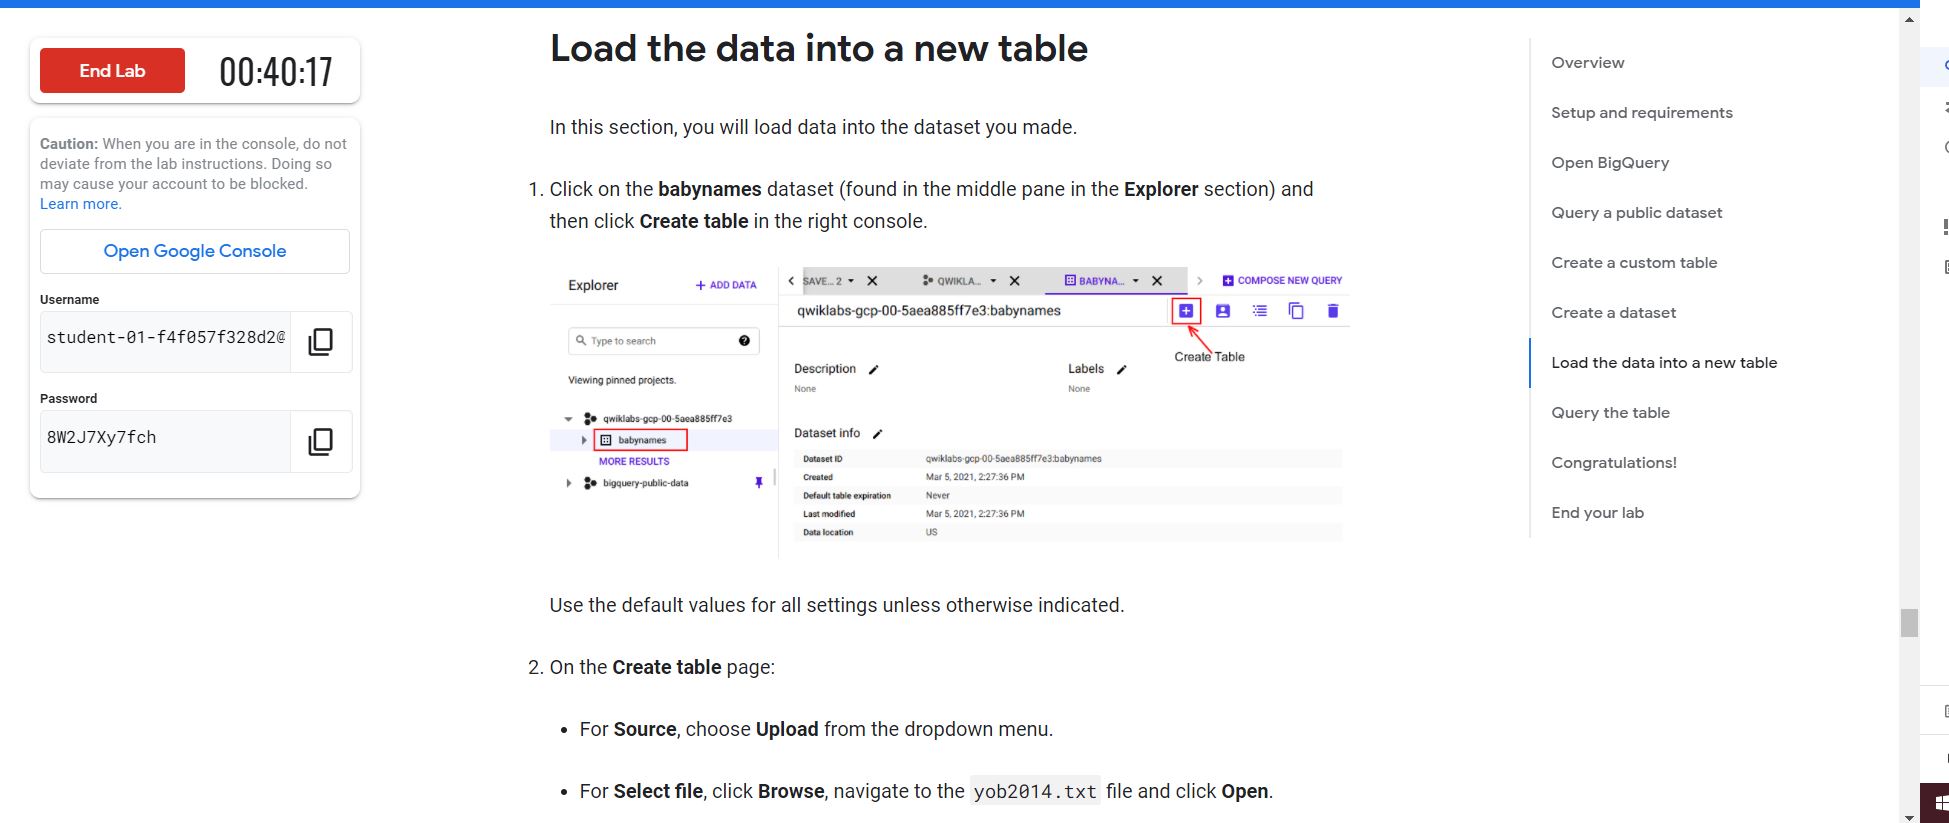 Load the data into a new table
End Lab
00:40:17
Caution: When you are in the console, do not
deviate from the lab instructions. Doing so
may cause your account to be blocked.
Learn more.
Open Google Console
Username
student-01-f4f057f328d2@
Password
8W2J7Xy7fch
In this section, you will load data into the dataset you made.
1. Click on the babynames dataset (found in the middle pane in the Explorer section) and
then click Create table in the right console.
Explorer
+ ADD DATA
SAVE... 2
QWIKLA...
BABYNA...
COMPOSE NEW QUERY
qwiklabs-gcp-00-5aea885ff7e3:babynames
Type to search
Create Table
Viewing pinned projects.
Description
Labels
None
None
qwiklabs-gcp-00-5aea885ff7e3
babynames
MORE RESULTS
bigquery-public-data
Dataset info
Dataset ID qwiklabs-gcp-00-5aea885ff7e3:babynames
Created Mar 5, 2021, 2:27:36 PM
Default table expiration Never
Last modified Mar 5, 2021, 2:27:36 PM
Data location US
Use the default values for all settings unless otherwise indicated.
2. On the Create table page:
• For Source, choose Upload from the dropdown menu.
• For Select file, click Browse, navigate to the yob2014.txt file and click Open.
Overview
Setup and requirements
Open BigQuery
Query a public dataset
Create a custom table
Create a dataset
Load the data into a new table
Query the table
Congratulations!
End your lab